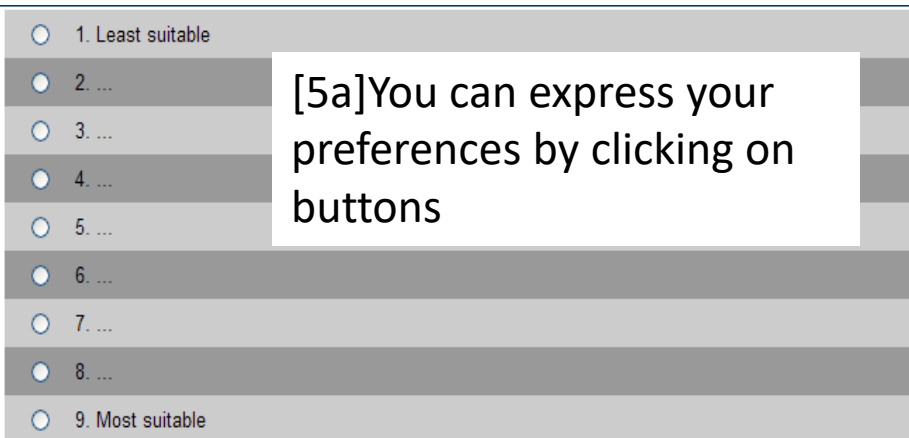 1. Least suitable
2. ...
3. ...
4. ...
5. ...
6. ...
7. ...
8. ...
9. Most suitable
[5a]You can express your
preferences by clicking on
buttons